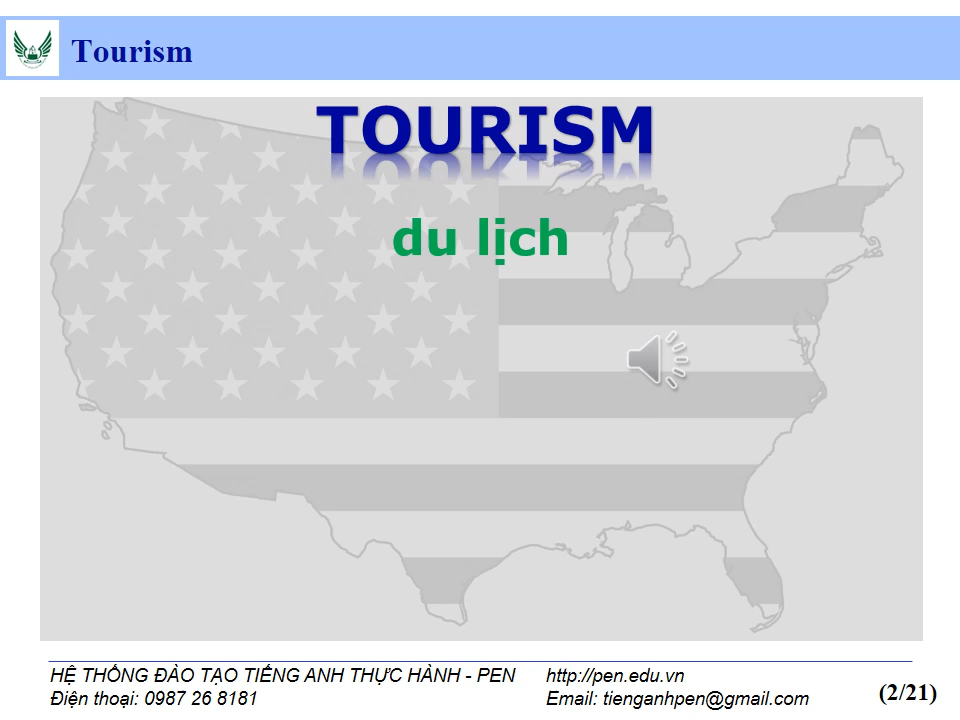 Tourism
TOURISM
du lịch
HỆ THỐNG ĐÀO TẠO TIẾNG ANH THỰC HÀNH - PEN
Điện thoại: 0987 26 8181
http://pen.edu.vn
Email: tienganhpen@gmail.com
(2/21)